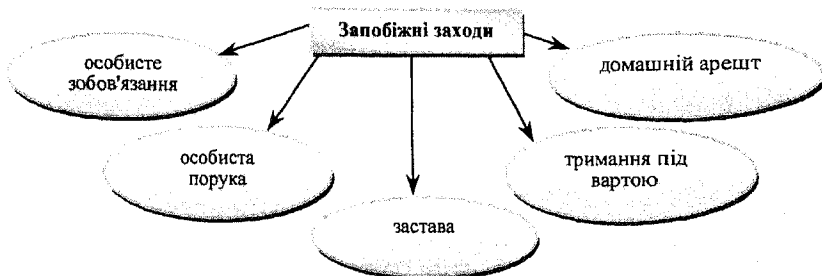 Запобіжні заходи
особисте
зобов'язання
домашній арешт
особиста
порука
тримання під
вартою
застава